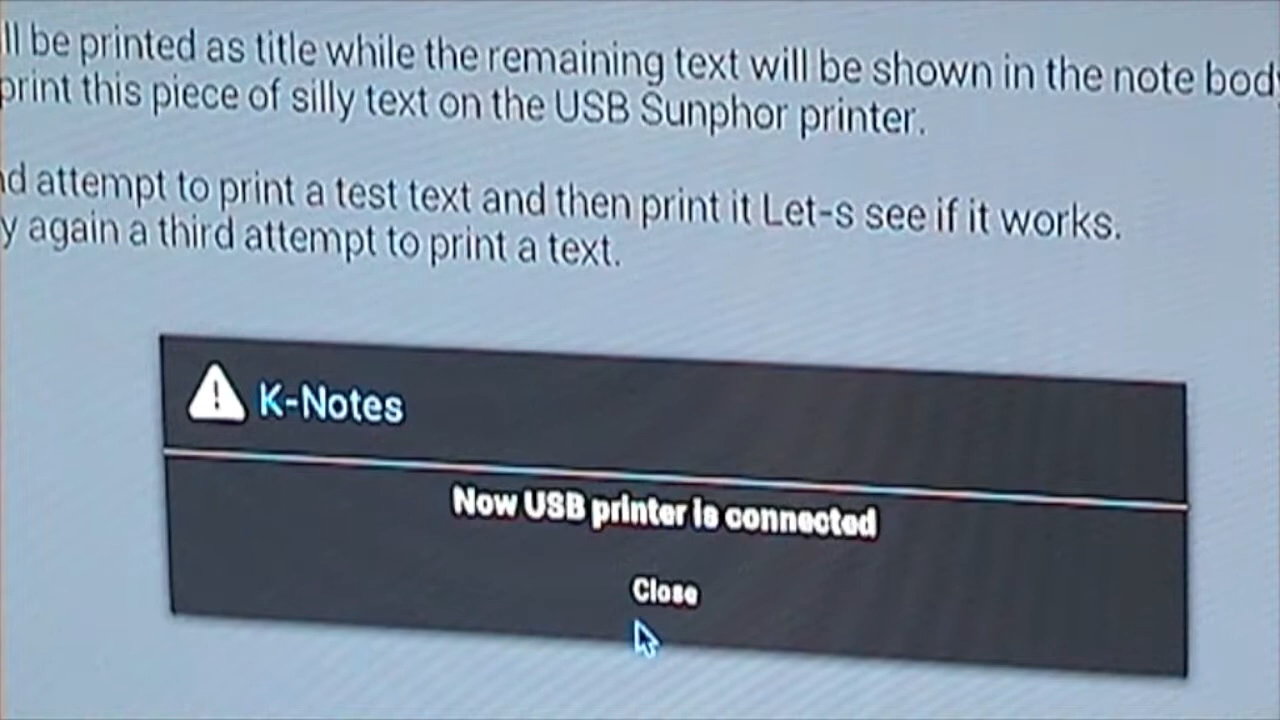 ll be printed as title while the remaining text will be shown in the note body
print this piece of silly text on the USB Sunphor printer.
nd attempt to print a test text and then print it Let-s see if it works.
y again a third attempt to print a text.
K-Notes
Now USB printer is connected
Close